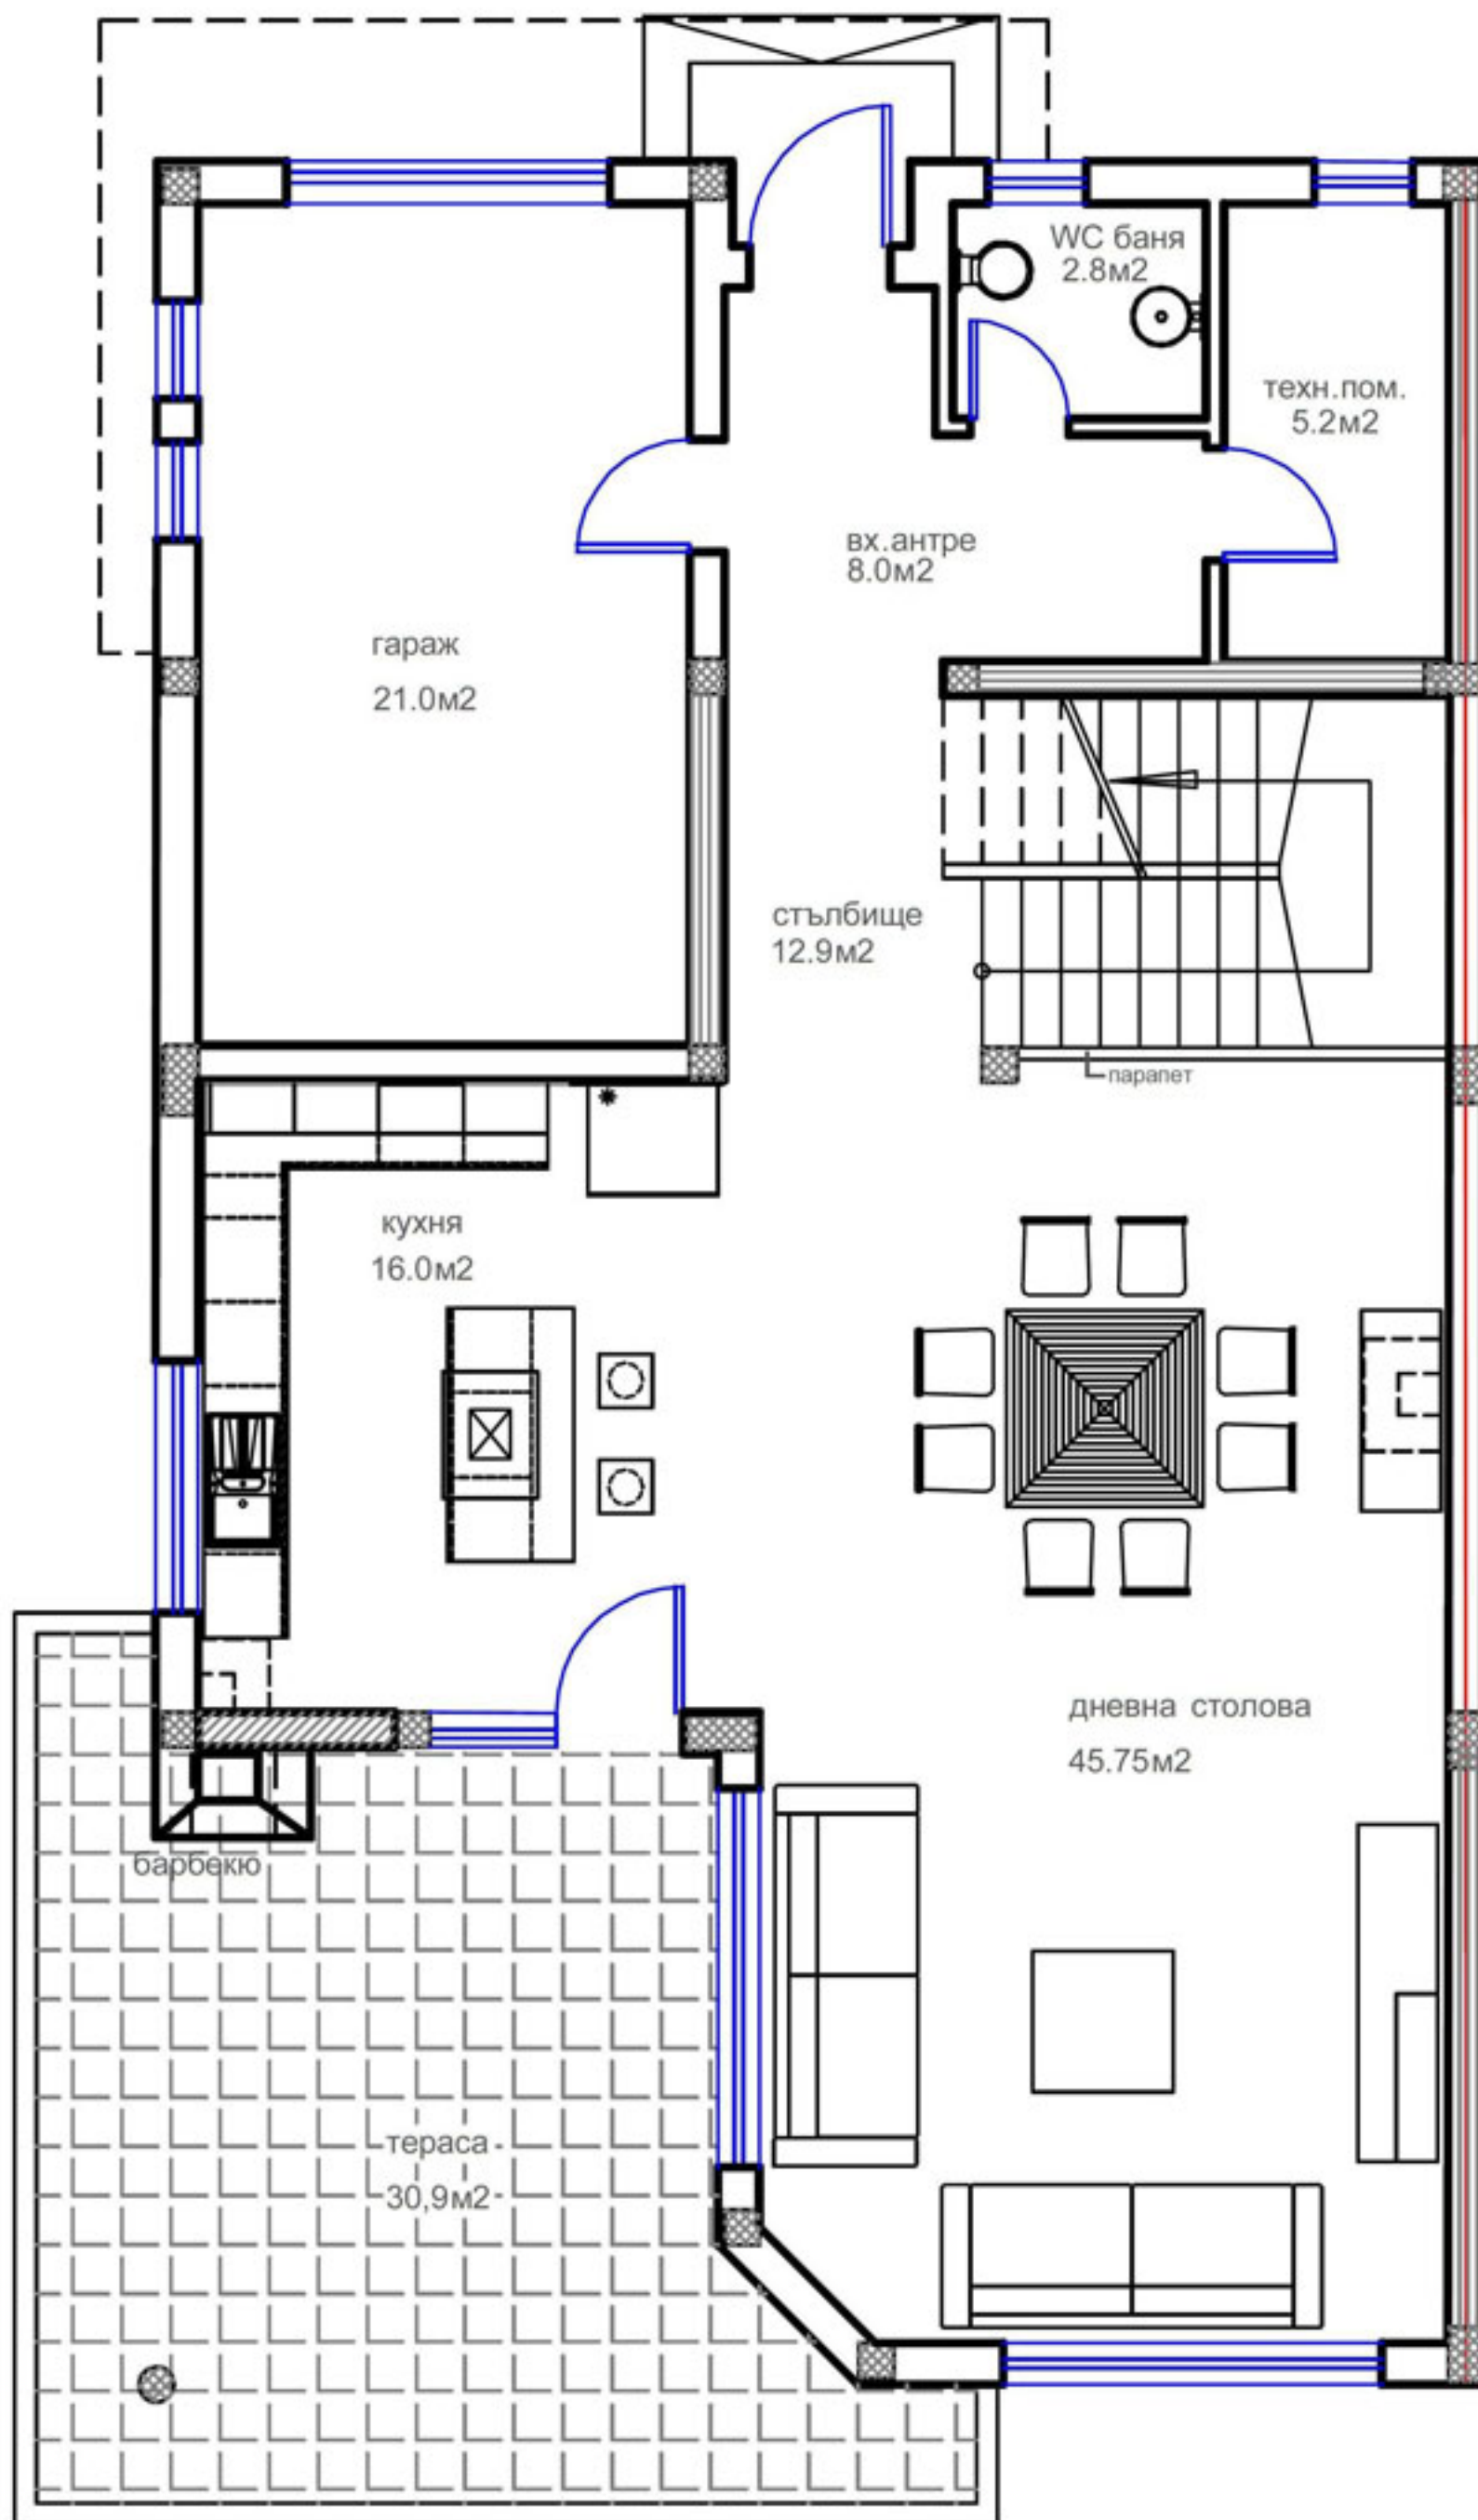 WC баня
2.8м2
техн.пом.
5.2м2
вх.антре
8.0м2
гараж
21.0м2
стълбище
12.9м2
парапет
кухня
16.0м2
дневна столова
45.75м2
барбекю
тераса
30,9м2